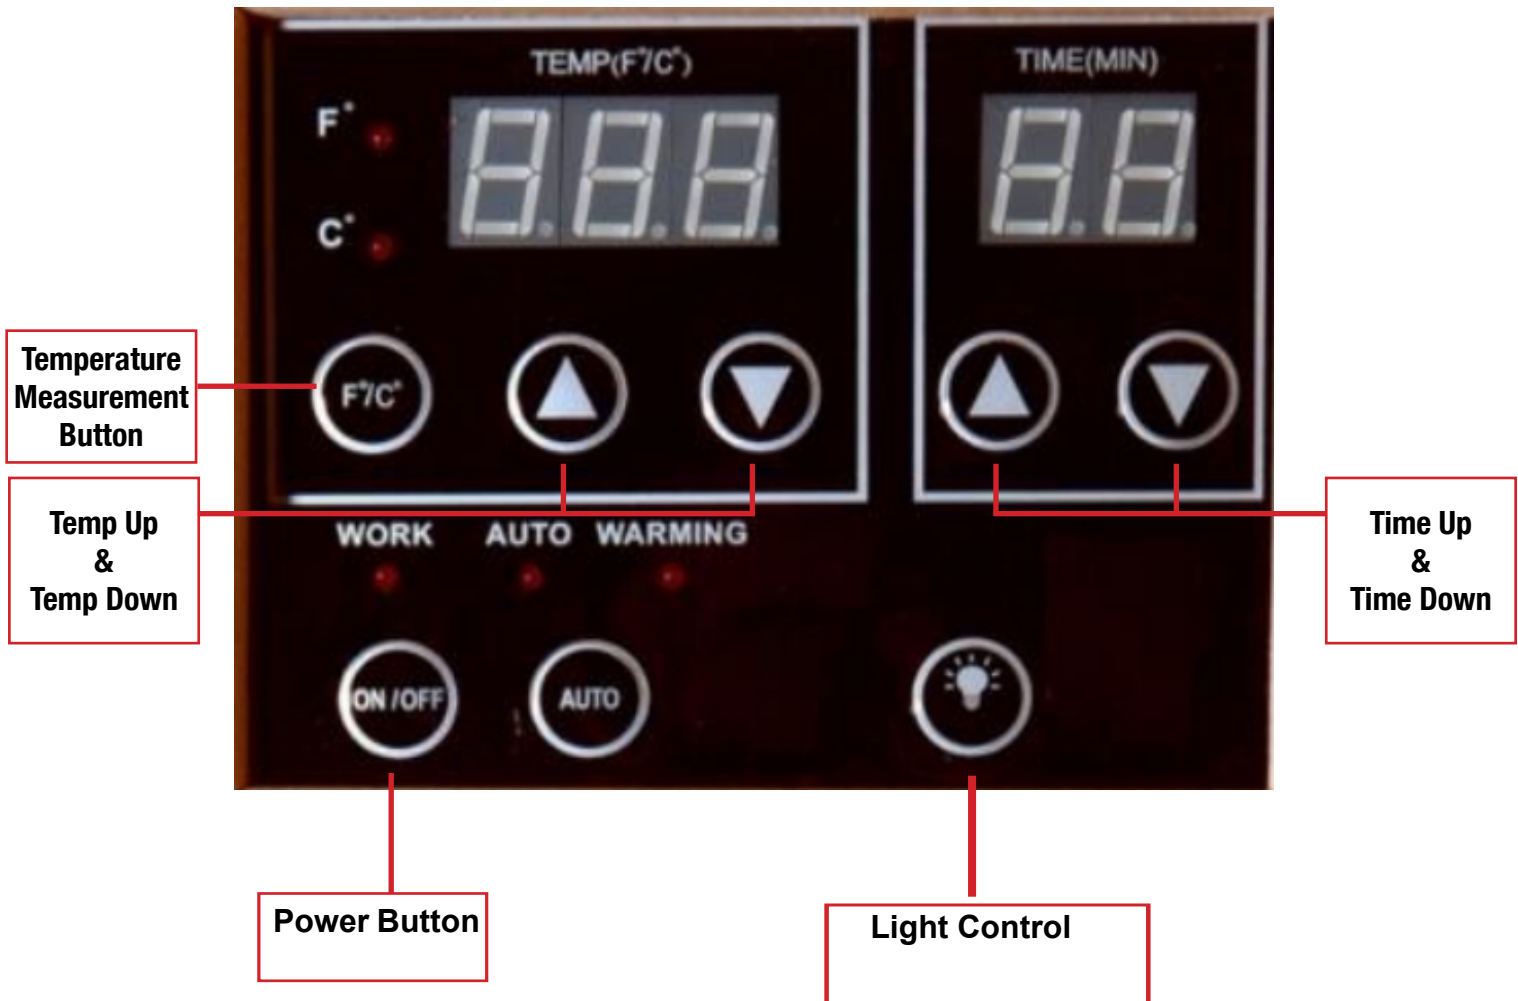 TEMP(F°/C°)
TIME(MIN)
F°
C°
F°/C°
Temperature
Measurement
Button
Temp Up
&
Temp Down
Time Up
&
Time Down
WORK AUTO WARMING
ON/OFF
AUTO
Power Button
Light Control